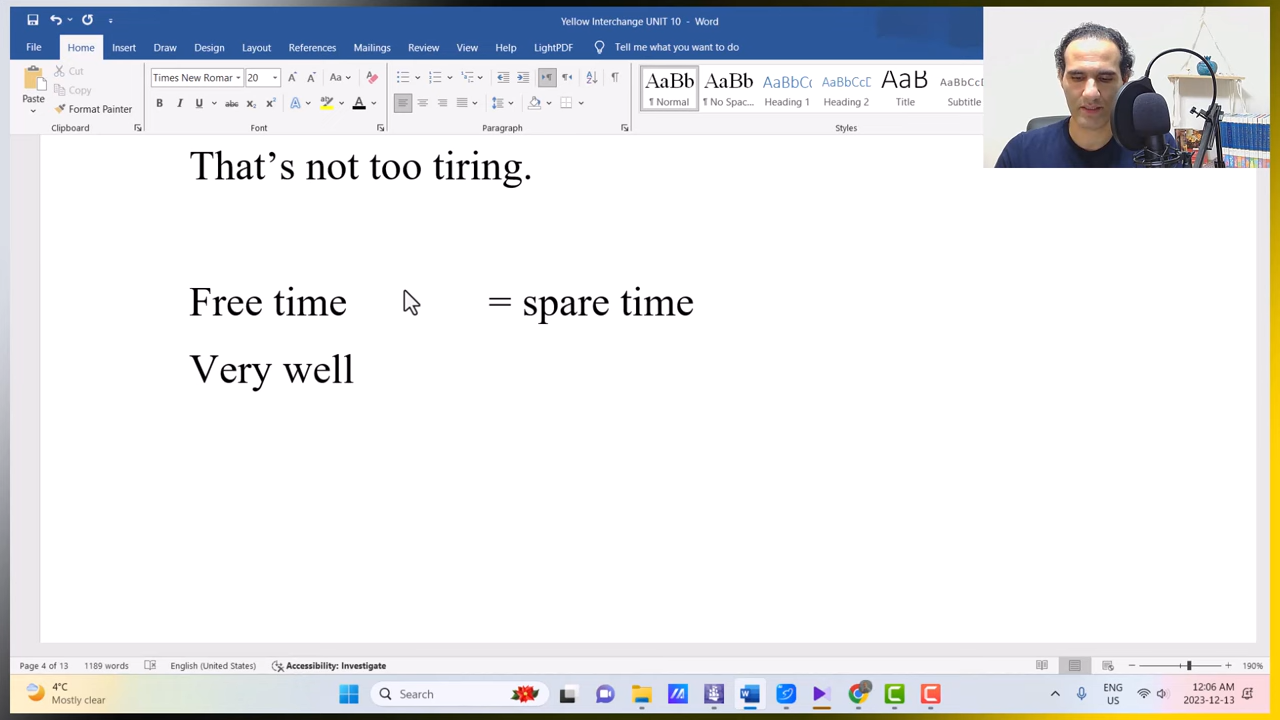 Yellow Interchange UNIT 10 - Word
File Home Insert Draw Design Layout References Mailings Review View Help LightPDF Tell me what you want to do
Paste Cut Copy Format Painter
Clipboard
Times New Romar 20
Font
Paragraph
AaBb ¶ Normal
AaBb ¶ No Spac...
AaBbC Heading 1
AaBbCc Heading 2
AaB Title
AaBbC Subtitle
Styles
That’s not too tiring.
Free time = spare time
Very well
Page 4 of 13 1189 words English (United States) Accessibility: Investigate 190%
4°C
Mostly clear
Search
ENG
US
12:06 AM
2023-12-13